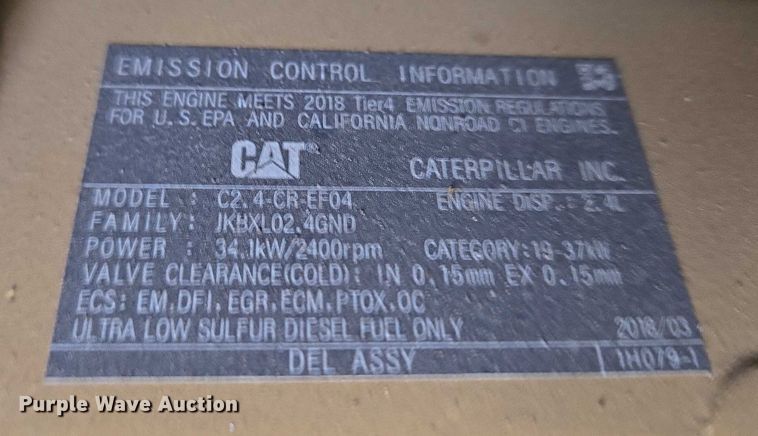 EMISSION CONTROL INFORMATION
THIS ENGINE MEETS 2018 Tier4 EMISSION REGULATIONS
FOR U.S.EPA AND CALIFORNIA NONROAD CI ENGINES.
CAT® CATERPILLAR INC.
MODEL : C2.4-CR-EF04 ENGINE DISP.: 2.4L
FAMILY: JKBXL02.4GND
POWER : 34.1kW/2400rpm CATEGORY:19-37kW
VALVE CLEARANCE(COLD): IN 0.15mm EX 0.15mm
ECS: EM,DFI,EGR,ECM,PTOX,OC
ULTRA LOW SULFUR DIESEL FUEL ONLY 2018/03
DEL ASSY 1H079-1
Purple Wave Auction